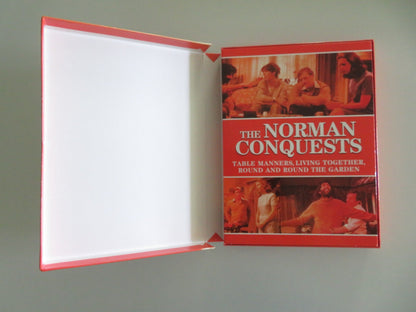 THE NORMAN
CONQUESTS
TABLE MANNERS, LIVING TOGETHER,
ROUND AND ROUND THE GARDEN